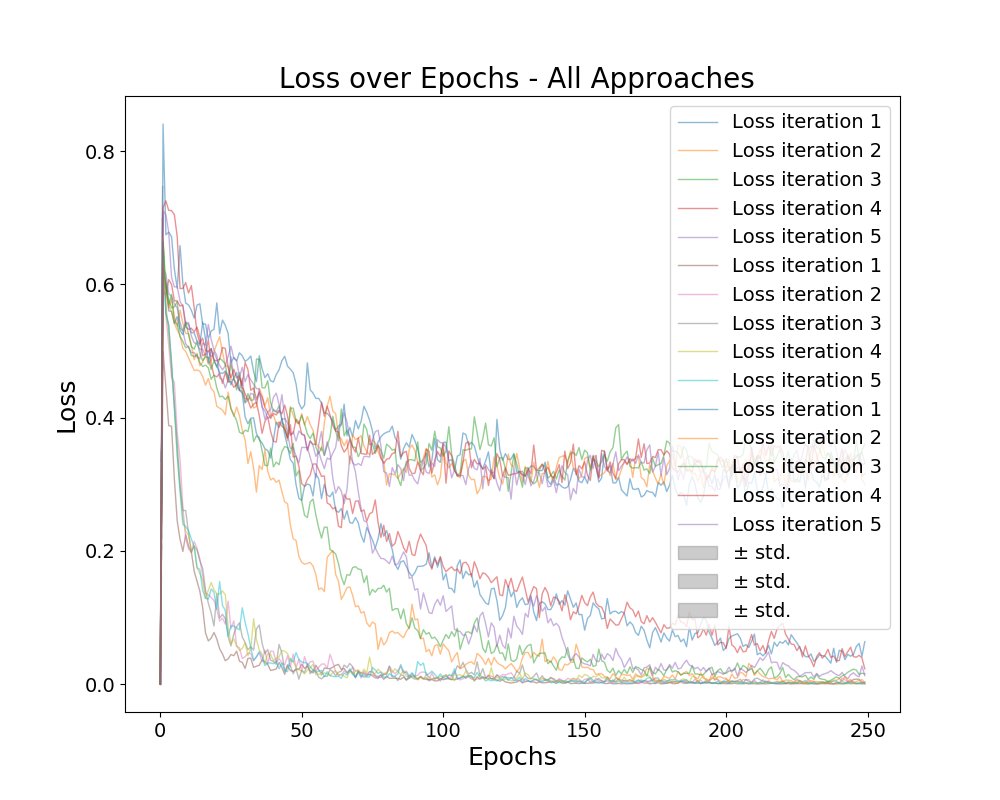 Loss over Epochs - All Approaches
Loss
0.8
0.6
0.4
0.2
0.0
Loss iteration 1
Loss iteration 2
Loss iteration 3
Loss iteration 4
Loss iteration 5
Loss iteration 1
Loss iteration 2
Loss iteration 3
Loss iteration 4
Loss iteration 5
Loss iteration 1
Loss iteration 2
Loss iteration 3
Loss iteration 4
Loss iteration 5
± std.
± std.
± std.
0 50 100 150 200 250
Epochs